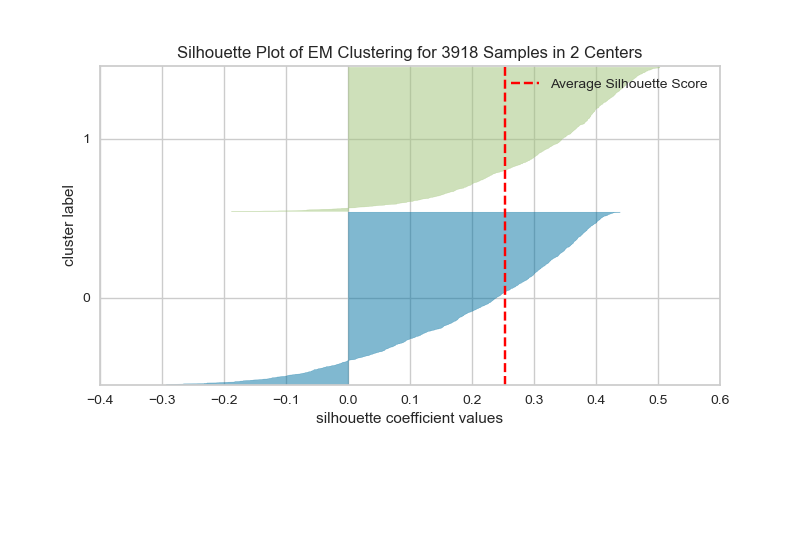 Silhouette Plot of EM Clustering for 3918 Samples in 2 Centers
Average Silhouette Score
cluster label
1
0
−0.4 −0.3 −0.2 −0.1 0.0 0.1 0.2 0.3 0.4 0.5 0.6
silhouette coefficient values